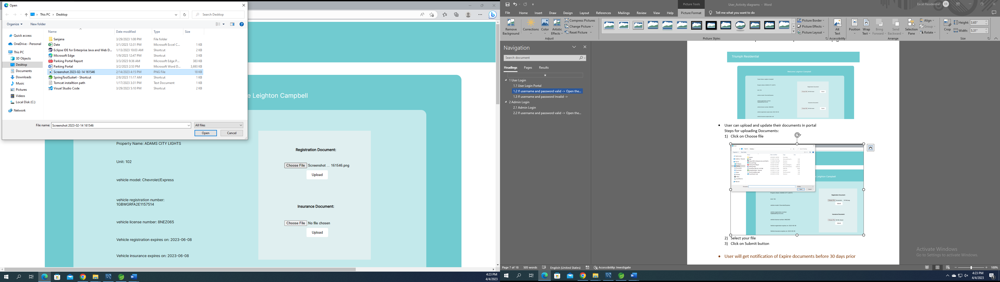 Open
This PC > Desktop
Search Desktop
Organize
New folder
Name
Date modified
Type
Size
Quick access
OneDrive - Personal
This PC
3D Objects
Desktop
Documents
Downloads
Music
Pictures
Videos
Local Disk (C:)
Network
Sanjana 3/29/2023 1:08 PM File folder
Date 3/1/2023 12:31 PM Microsoft Excel C... 1 KB
Eclipse IDE for Enterprise Java and Web D... 1/13/2023 10:03 AM Shortcut 2 KB
Microsoft Edge 1/9/2023 12:47 PM Shortcut 3 KB
Parking Portal Report 3/3/2023 9:36 AM Microsoft Edge P... 383 KB
Parking Portal 3/2/2023 2:53 PM Microsoft Word D... 3,693 KB
Screenshot 2023-02-14 161546 2/14/2023 4:15 PM PNG File 18 KB
SpringToolSuite4 - Shortcut 2/8/2023 11:17 AM Shortcut 1 KB
Tomcat installtion path 1/17/2023 3:31 PM Text Document 1 KB
Visual Studio Code 3/29/2023 5:10 PM Shortcut 2 KB
File name: Screenshot 2023-02-14 161546
All files
Open
Cancel
e Leighton Campbell
Property Name: ADAMS CITY LIGHTS
Unit: 102
vehicle model: Chevrolet/Express
vehicle registration number:
1GBWGRFA2E1157514
vehicle license number: 8NEZ065
Vehicle registration expires on: 2023-06-08
Vehicle insurance expires on: 2023-06-08
Registration Document:
Choose File Screenshot ... 161546.png
Upload
Insurance Document:
Choose File No file chosen
Upload
4:23 PM
4/4/2023
Picture Tools
User_Activity diagrams - Word
Excel Residential
ER
File Home Insert Draw Design Layout References Mailings Review View Help Picture Format Tell me what you want to do
Remove
Background
Corrections
Color
Artistic
Effects
Compress Pictures
Change Picture
Reset Picture
Adjust
Picture Styles
Picture Border
Picture Effects
Picture Layout
Alt
Text
Accessibility
Position
Wrap
Text
Bring
Forward
Send
Backward
Selection
Pane
Align
Group
Rotate
Arrange
Crop
Height: 3.65"
Width: 5.31"
Size
Navigation
Search document
Headings Pages Results
1 User Login
1.1 User Login Portal
1.2 If username and password valid -> Open the...
1.3 If username and password Invalid ->
2 Admin Login
2.1 Admin Login
2.2 If username and password valid -> Open the...
Triumph Residential
Welcome Leighton Campbell
User can upload and update their documents in portal
Steps for uploading Documents:
1) Click on Choose file
2) Select your file
3) Click on Submit button
User will get notification of Expire documents before 30 days prior
Activate Windows
Go to Settings to activate Windows.
Page 7 of 18 505 words English (United States) Accessibility: Investigate
100%
4:23 PM
4/4/2023